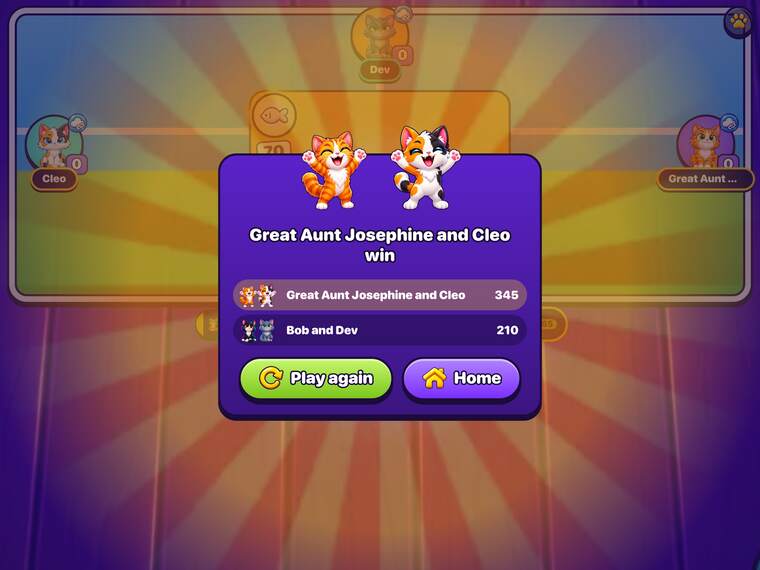 0
Dev
70
Cleo
0
Great Aunt ...
0
Great Aunt Josephine and Cleo
win
Great Aunt Josephine and Cleo 345
Bob and Dev 210
Play again
Home